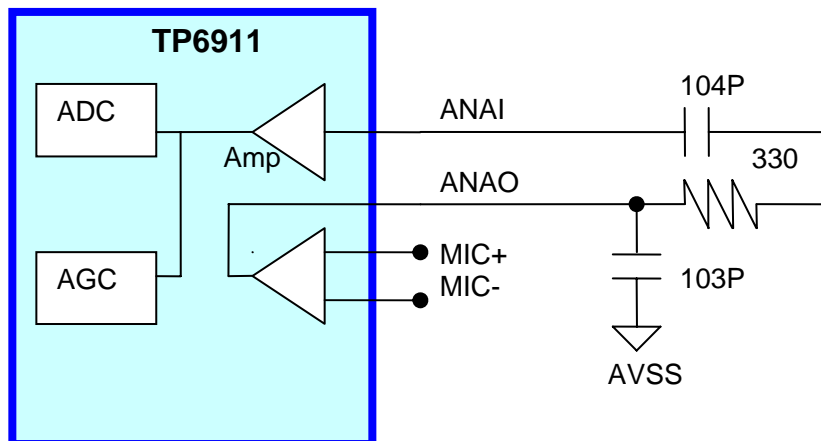 TP6911
104P
ADC
ANAI
Amp
330
ANAO
AGC
MIC+
MIC-
103P
AVSS